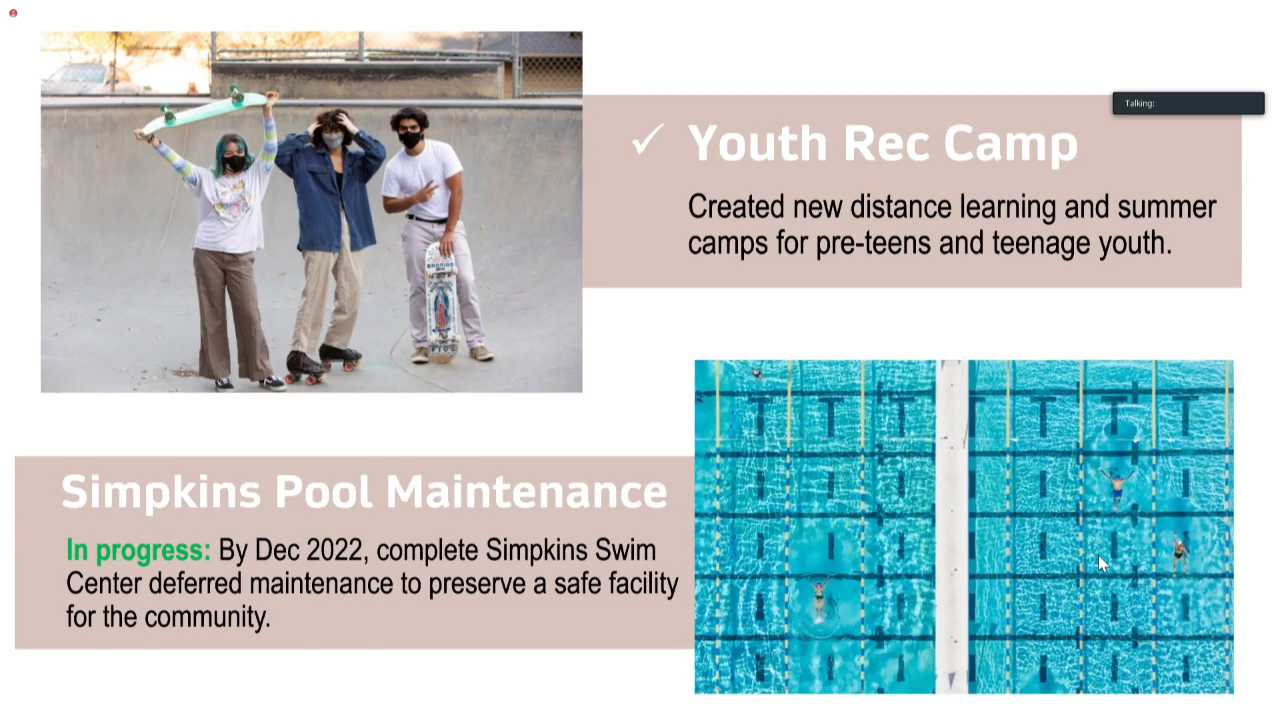 Talking:
✓ Youth Rec Camp
Created new distance learning and summer
camps for pre-teens and teenage youth.
Simpkins Pool Maintenance
In progress: By Dec 2022, complete Simpkins Swim
Center deferred maintenance to preserve a safe facility
for the community.